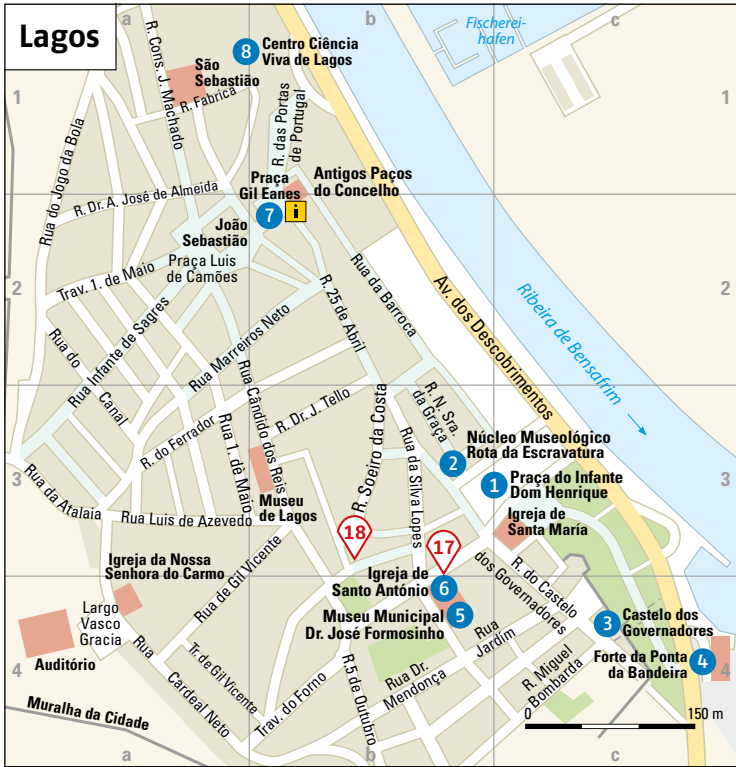 Lagos
a
b
c
Fischerei-
hafen
8
Centro Ciência
Viva de Lagos
R. Cons. J. Machado
São
Sebastião
1
1
R. Fabrica
R. das Portas
de Portugal
Rua do Jogo da Bola
Antigos Paços
do Concelho
Praça
Gil Eanes
R. Dr. A. José de Almeida
7
i
João
Sebastião
Praça Luis
de Camões
Trav. 1. de Maio
2
2
Rua da Barroca
R. 25 de Abril
Av. dos Descobrimentos
Ribeira de Bensafrim
Rua Infante de Sagres
Rua Marreiros Neto
Rua do
Canal
Rua Cândido dos Reis
R. Dr. J. Tello
R. Soeiro da Costa
R. N. Sra.
da Graça
Núcleo Museológico
Rota da Escravatura
2
R. do Ferrador
Rua 1. de Maio
Rua da Silva Lopes
3
3
1
Praça do Infante
Dom Henrique
Rua da Atalaia
Museu
de Lagos
Rua Luis de Azevedo
Igreja de
Santa María
18
17
Igreja da Nossa
Senhora do Carmo
Rua de Gil Vicente
Igreja de
Santo António
6
dos Governadores
R. do Castelo
Largo
Vasco
Gracia
Museu Municipal
Dr. José Formosinho
5
Rua
Jardim
3
Castelo dos
Governadores
Auditório
Rua
Cardeal Neto
Tr. de Gil Vicente
Forte da Ponta
da Bandeira
4
4
4
Trav. do Forno
R. 5 de Outubro
Rua Dr.
Mendonça
R. Miguel
Bombarda
Muralha da Cidade
0
150 m
a
b
c